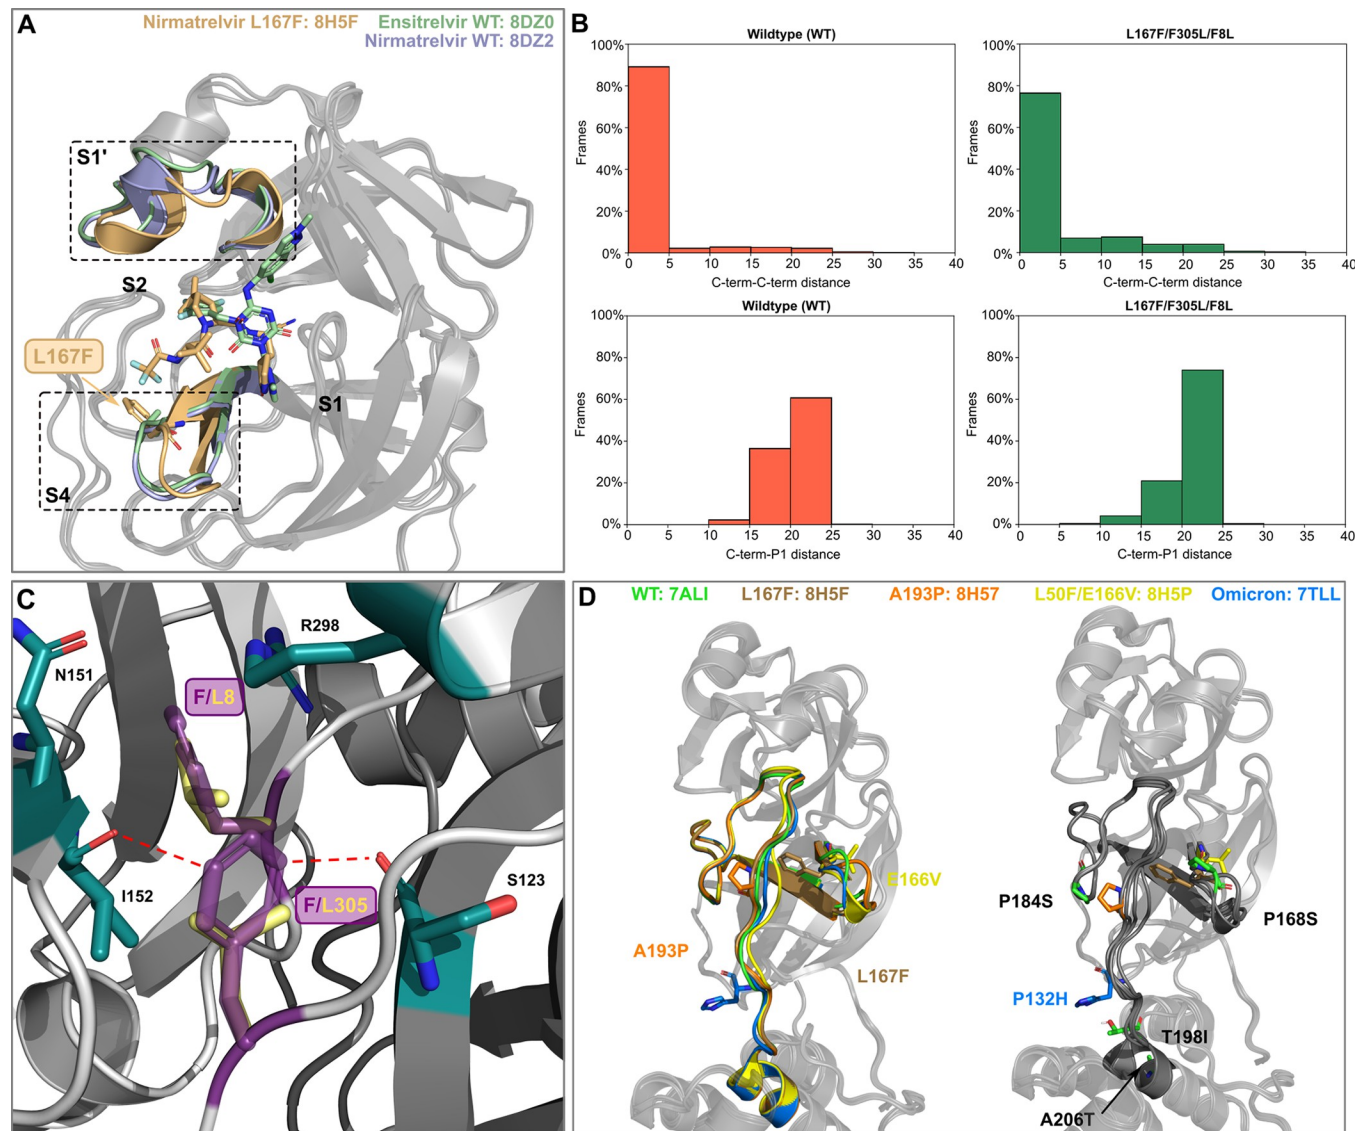 A
Nirmatrelvir L167F: 8H5F
Ensitrelvir WT: 8DZ0
Nirmatrelvir WT: 8DZ2
S1'
S2
L167F
S1
S4
B
Wildtype (WT)
100%
80%
60%
40%
20%
0%
Frames
0 5 10 15 20 25 30 35 40
C-term-C-term distance
L167F/F305L/F8L
100%
80%
60%
40%
20%
0%
Frames
0 5 10 15 20 25 30 35 40
C-term-C-term distance
Wildtype (WT)
100%
80%
60%
40%
20%
0%
Frames
0 5 10 15 20 25 30 35 40
C-term-P1 distance
L167F/F305L/F8L
100%
80%
60%
40%
20%
0%
Frames
0 5 10 15 20 25 30 35 40
C-term-P1 distance
C
R298
N151
F/L8
I152
F/L305
S123
D
WT: 7ALI
L167F: 8H5F
A193P: 8H57
L50F/E166V: 8H5P
Omicron: 7TLL
E166V
A193P
L167F
P184S
P168S
P132H
T198I
A206T